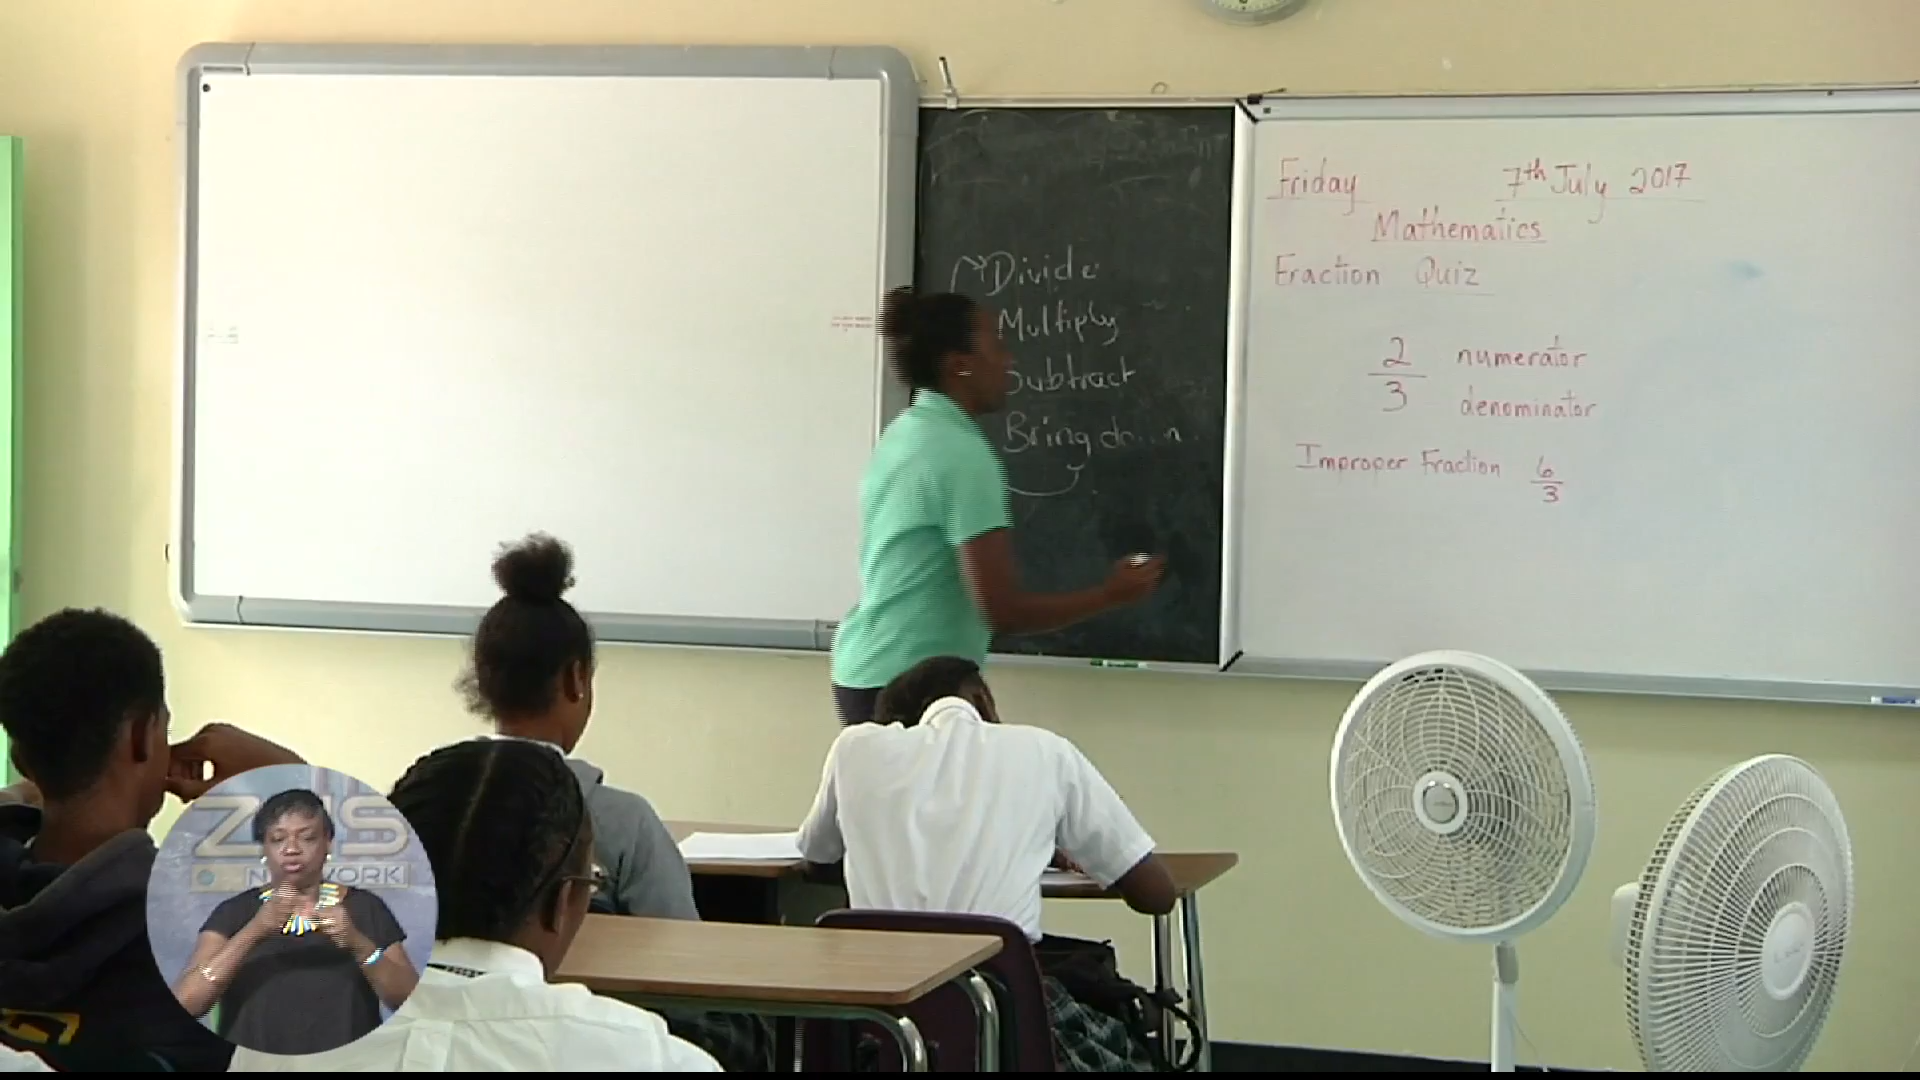 Divide
Multiply
Subtract
Bring down
Friday 7th July 2017
Mathematics
Fraction Quiz
2 numerator
3 denominator
Improper Fraction 6
3
NETWORK